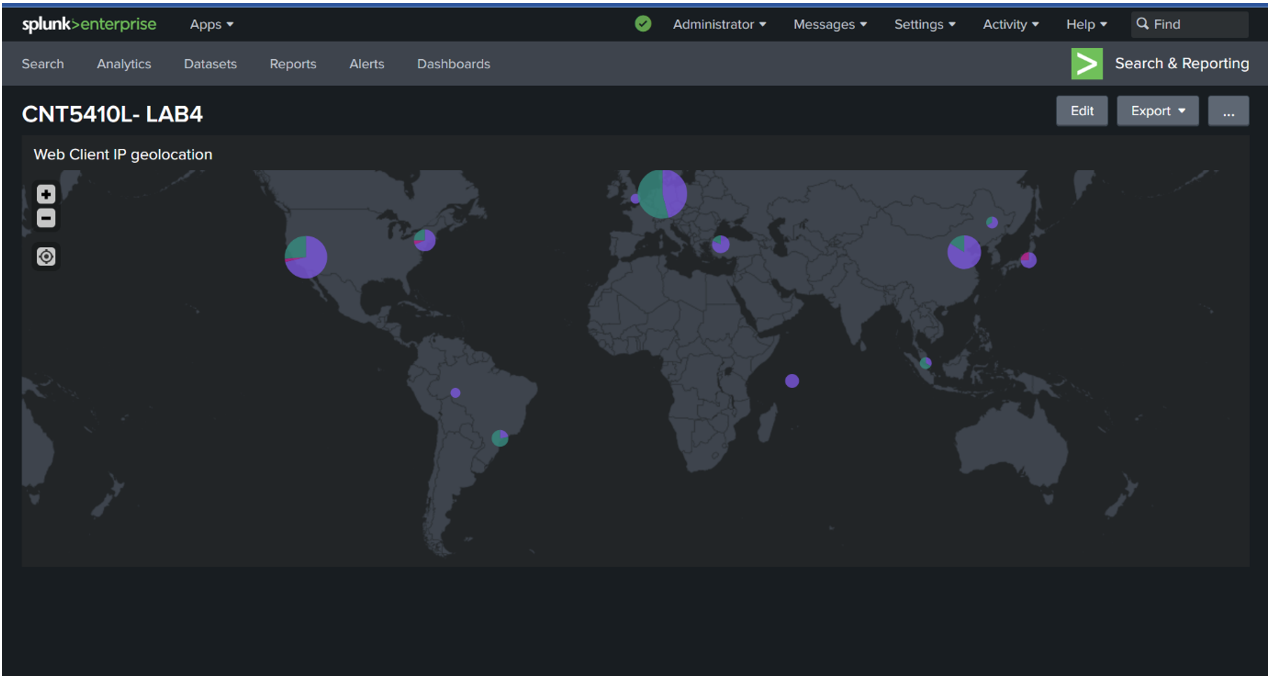 splunk>enterprise Apps Administrator Messages Settings Activity Help Find
Search Analytics Datasets Reports Alerts Dashboards Search & Reporting
CNT5410L- LAB4 Edit Export ...
Web Client IP geolocation